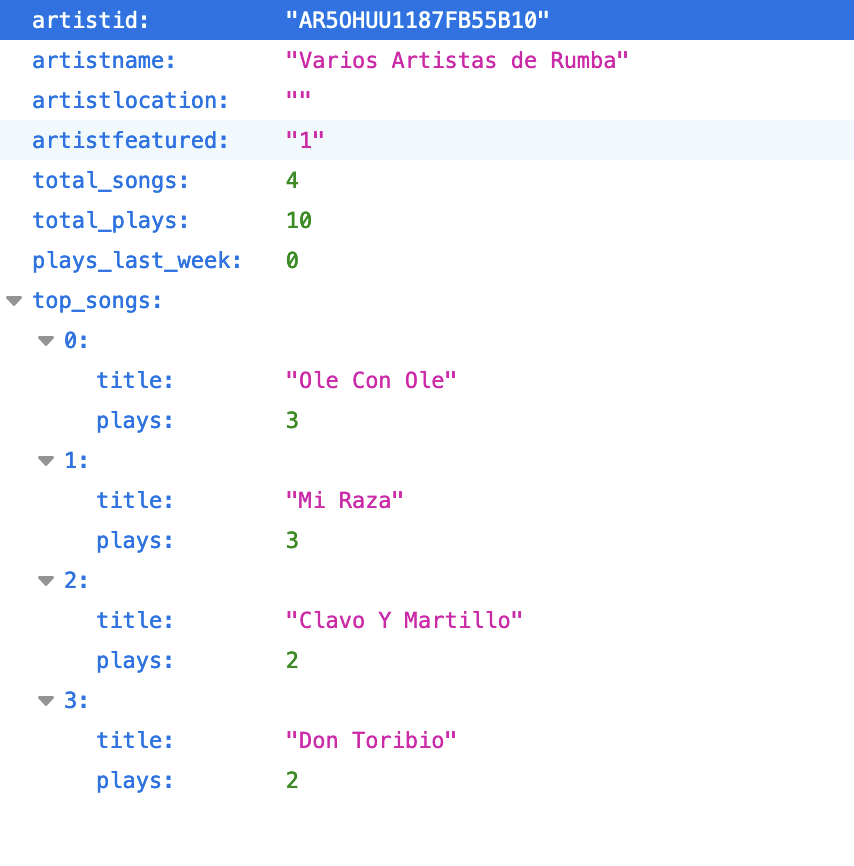 artistid: "AR5OHUU1187FB55B10"
artistname: "Varios Artistas de Rumba"
artistlocation: ""
artistfeatured: "1"
total_songs: 4
total_plays: 10
plays_last_week: 0
top_songs:
0:
title: "Ole Con Ole"
plays: 3
1:
title: "Mi Raza"
plays: 3
2:
title: "Clavo Y Martillo"
plays: 2
3:
title: "Don Toribio"
plays: 2